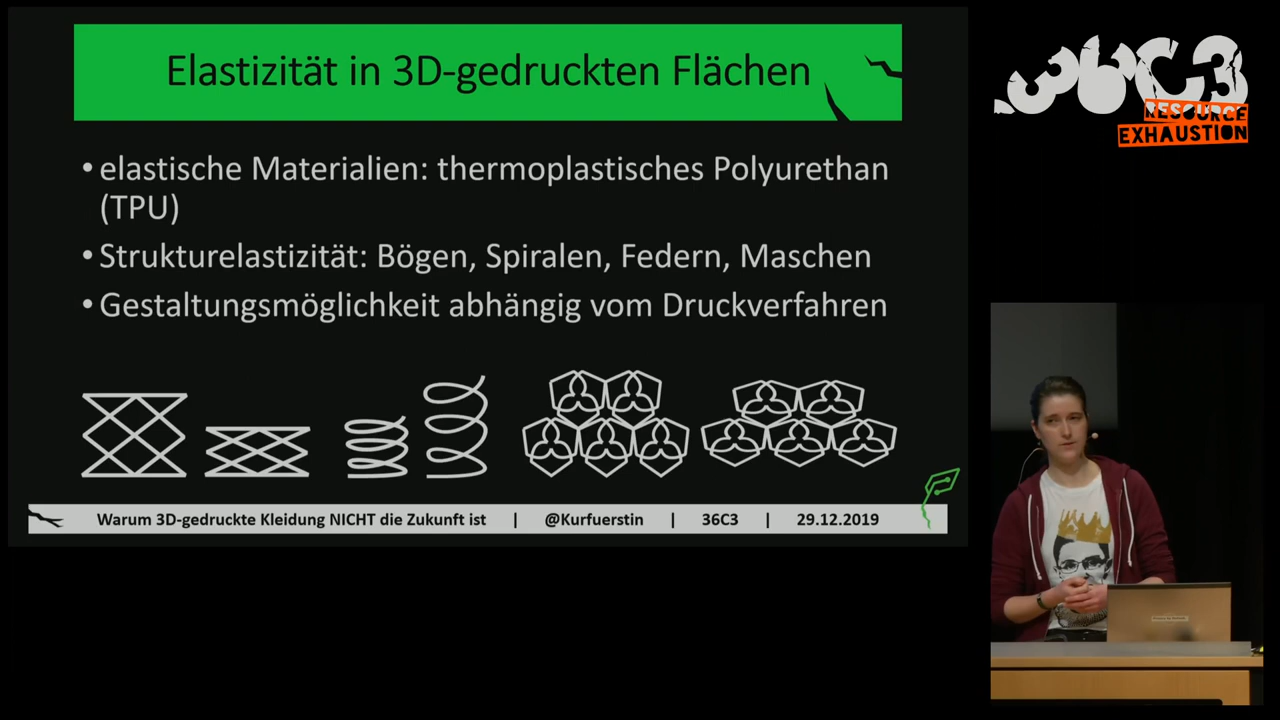 Elastizität in 3D-gedruckten Flächen
• elastische Materialien: thermoplastisches Polyurethan
(TPU)
• Strukturelastizität: Bögen, Spiralen, Federn, Maschen
• Gestaltungsmöglichkeit abhängig vom Druckverfahren
Warum 3D-gedruckte Kleidung NICHT die Zukunft ist | @Kurfuerstin | 36C3 | 29.12.2019
36C3
RESOURCE
EXHAUSTION